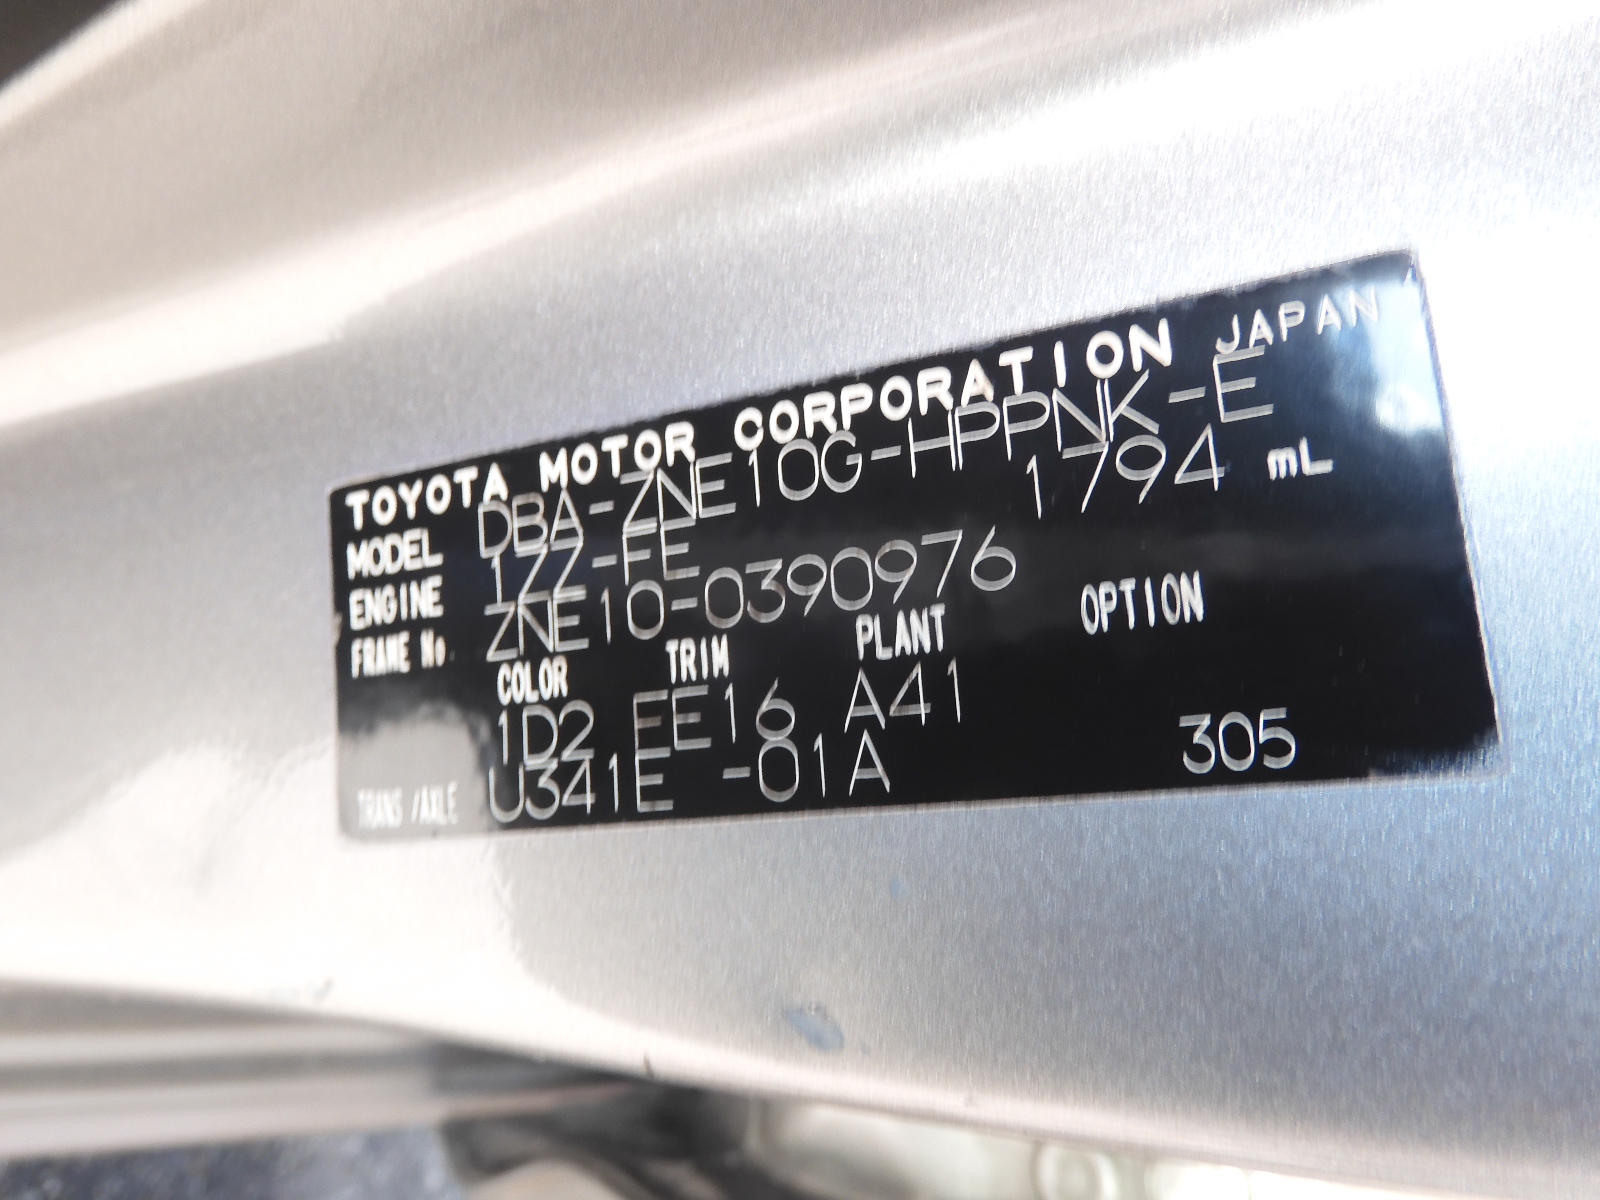 TOYOTA MOTOR CORPORATION JAPAN
MODEL DBA-ZNE10G-HPPNK-E
ENGINE 1ZZ-FE 1794 mL
FRAME No. ZNE10-0390976
COLOR TRIM PLANT OPTION
1D2 EE16 A41
TRANS/AXLE U341E -01A 305